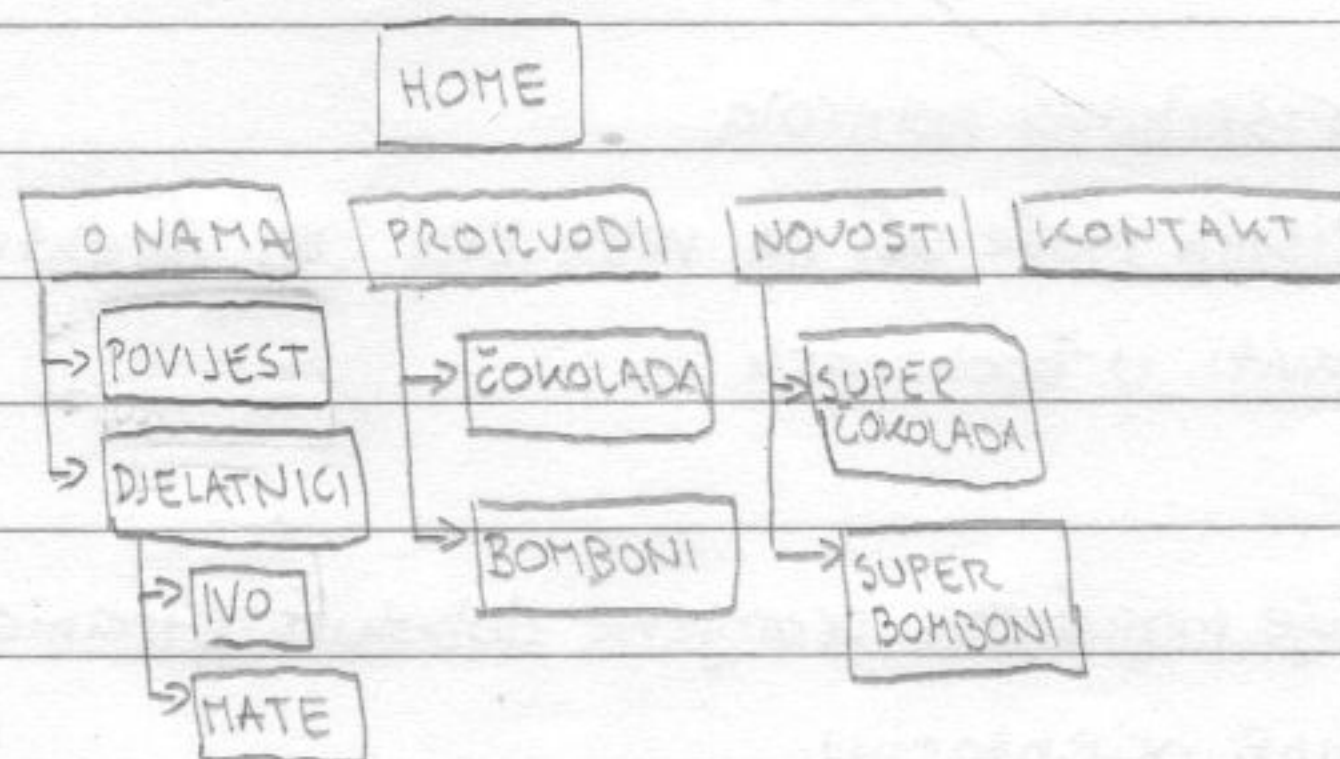 HOME
O NAMA
PROIZVODI
NOVOSTI
KONTAKT
POVIJEST
DJELATNICI
IVO
MATE
ČOKOLADA
BOMBONI
SUPER
ČOKOLADA
SUPER
BOMBONI